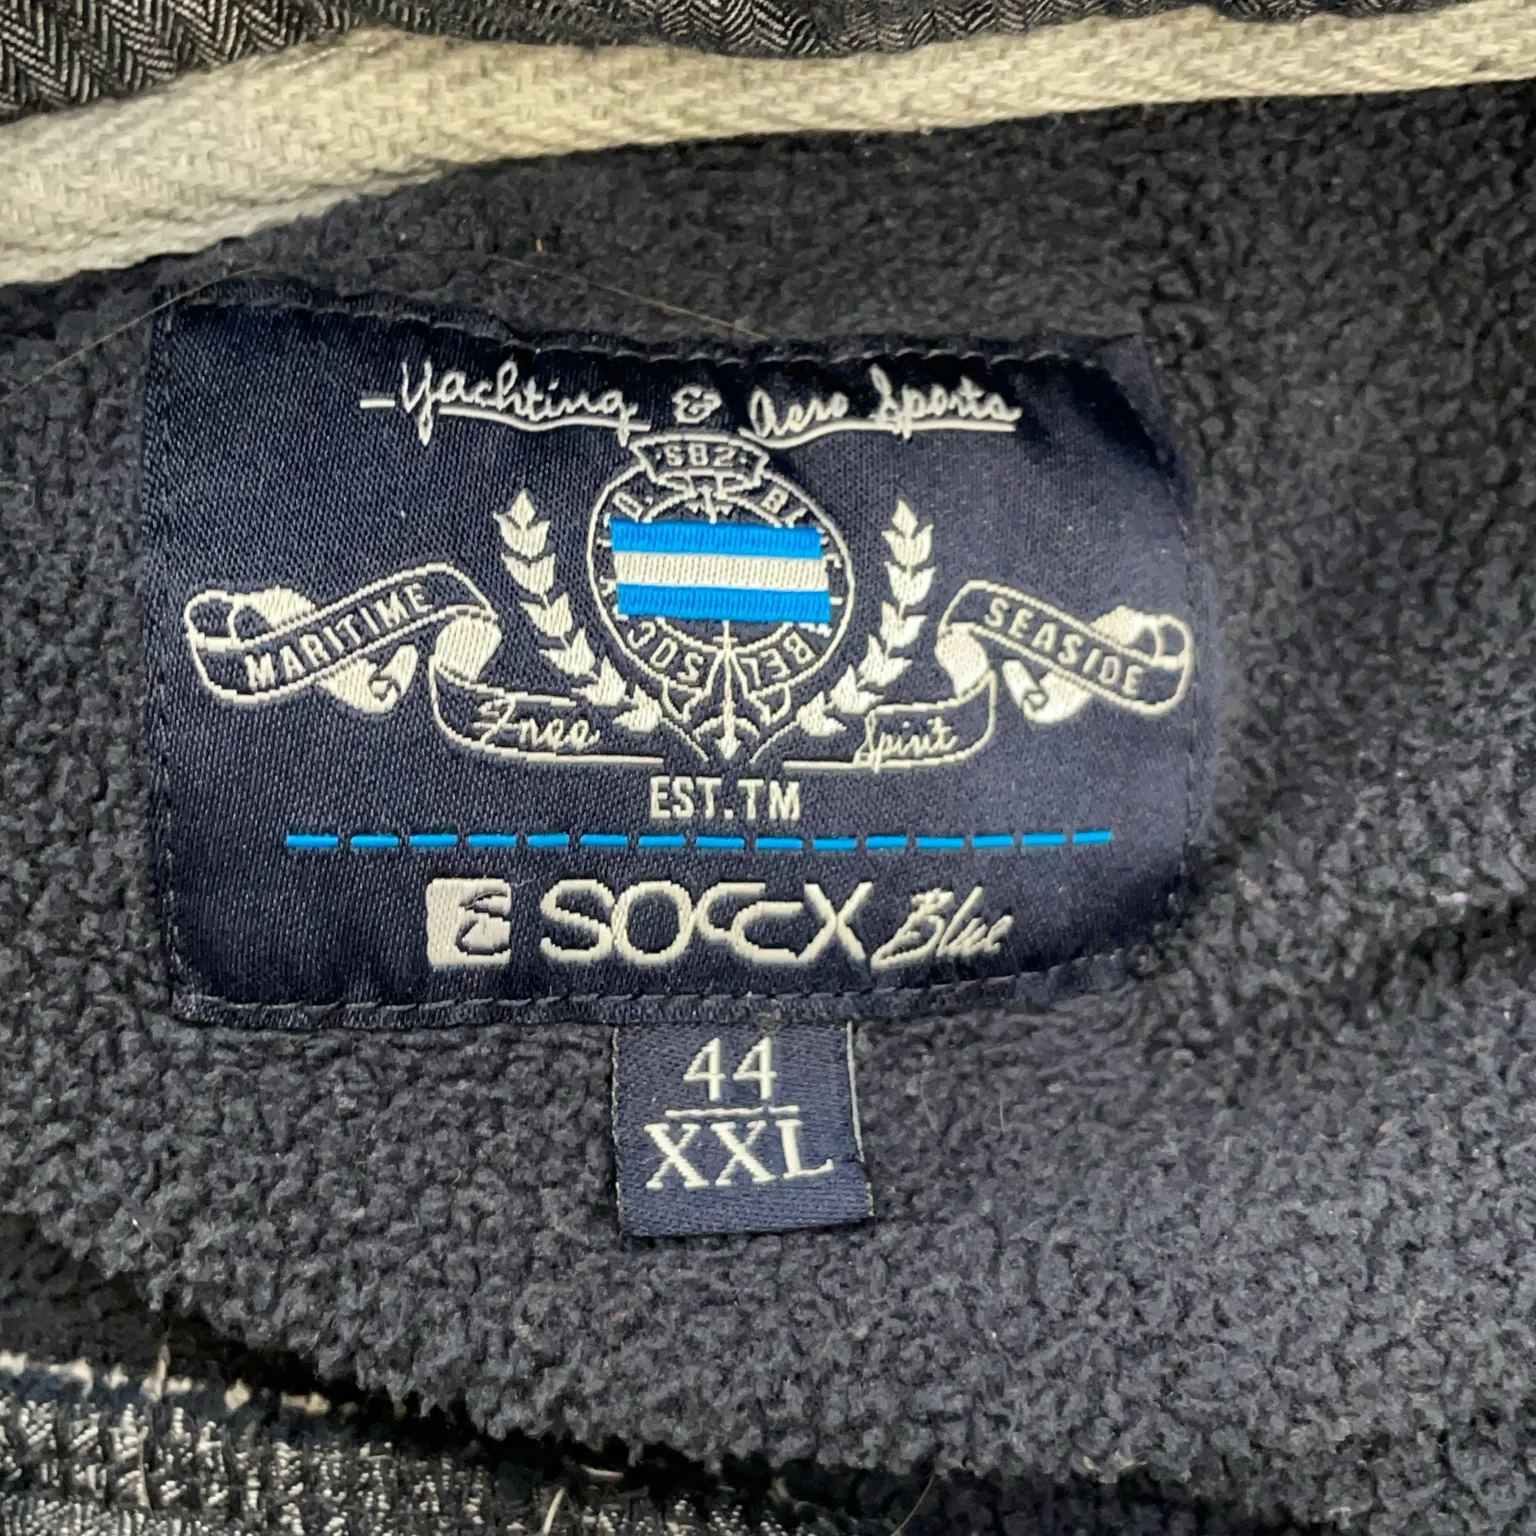 Yachting & Aero Sports
SB2
MARITIME
SEASIDE
Free
Spirit
EST.TM
SOCCX Blue
44
XXL